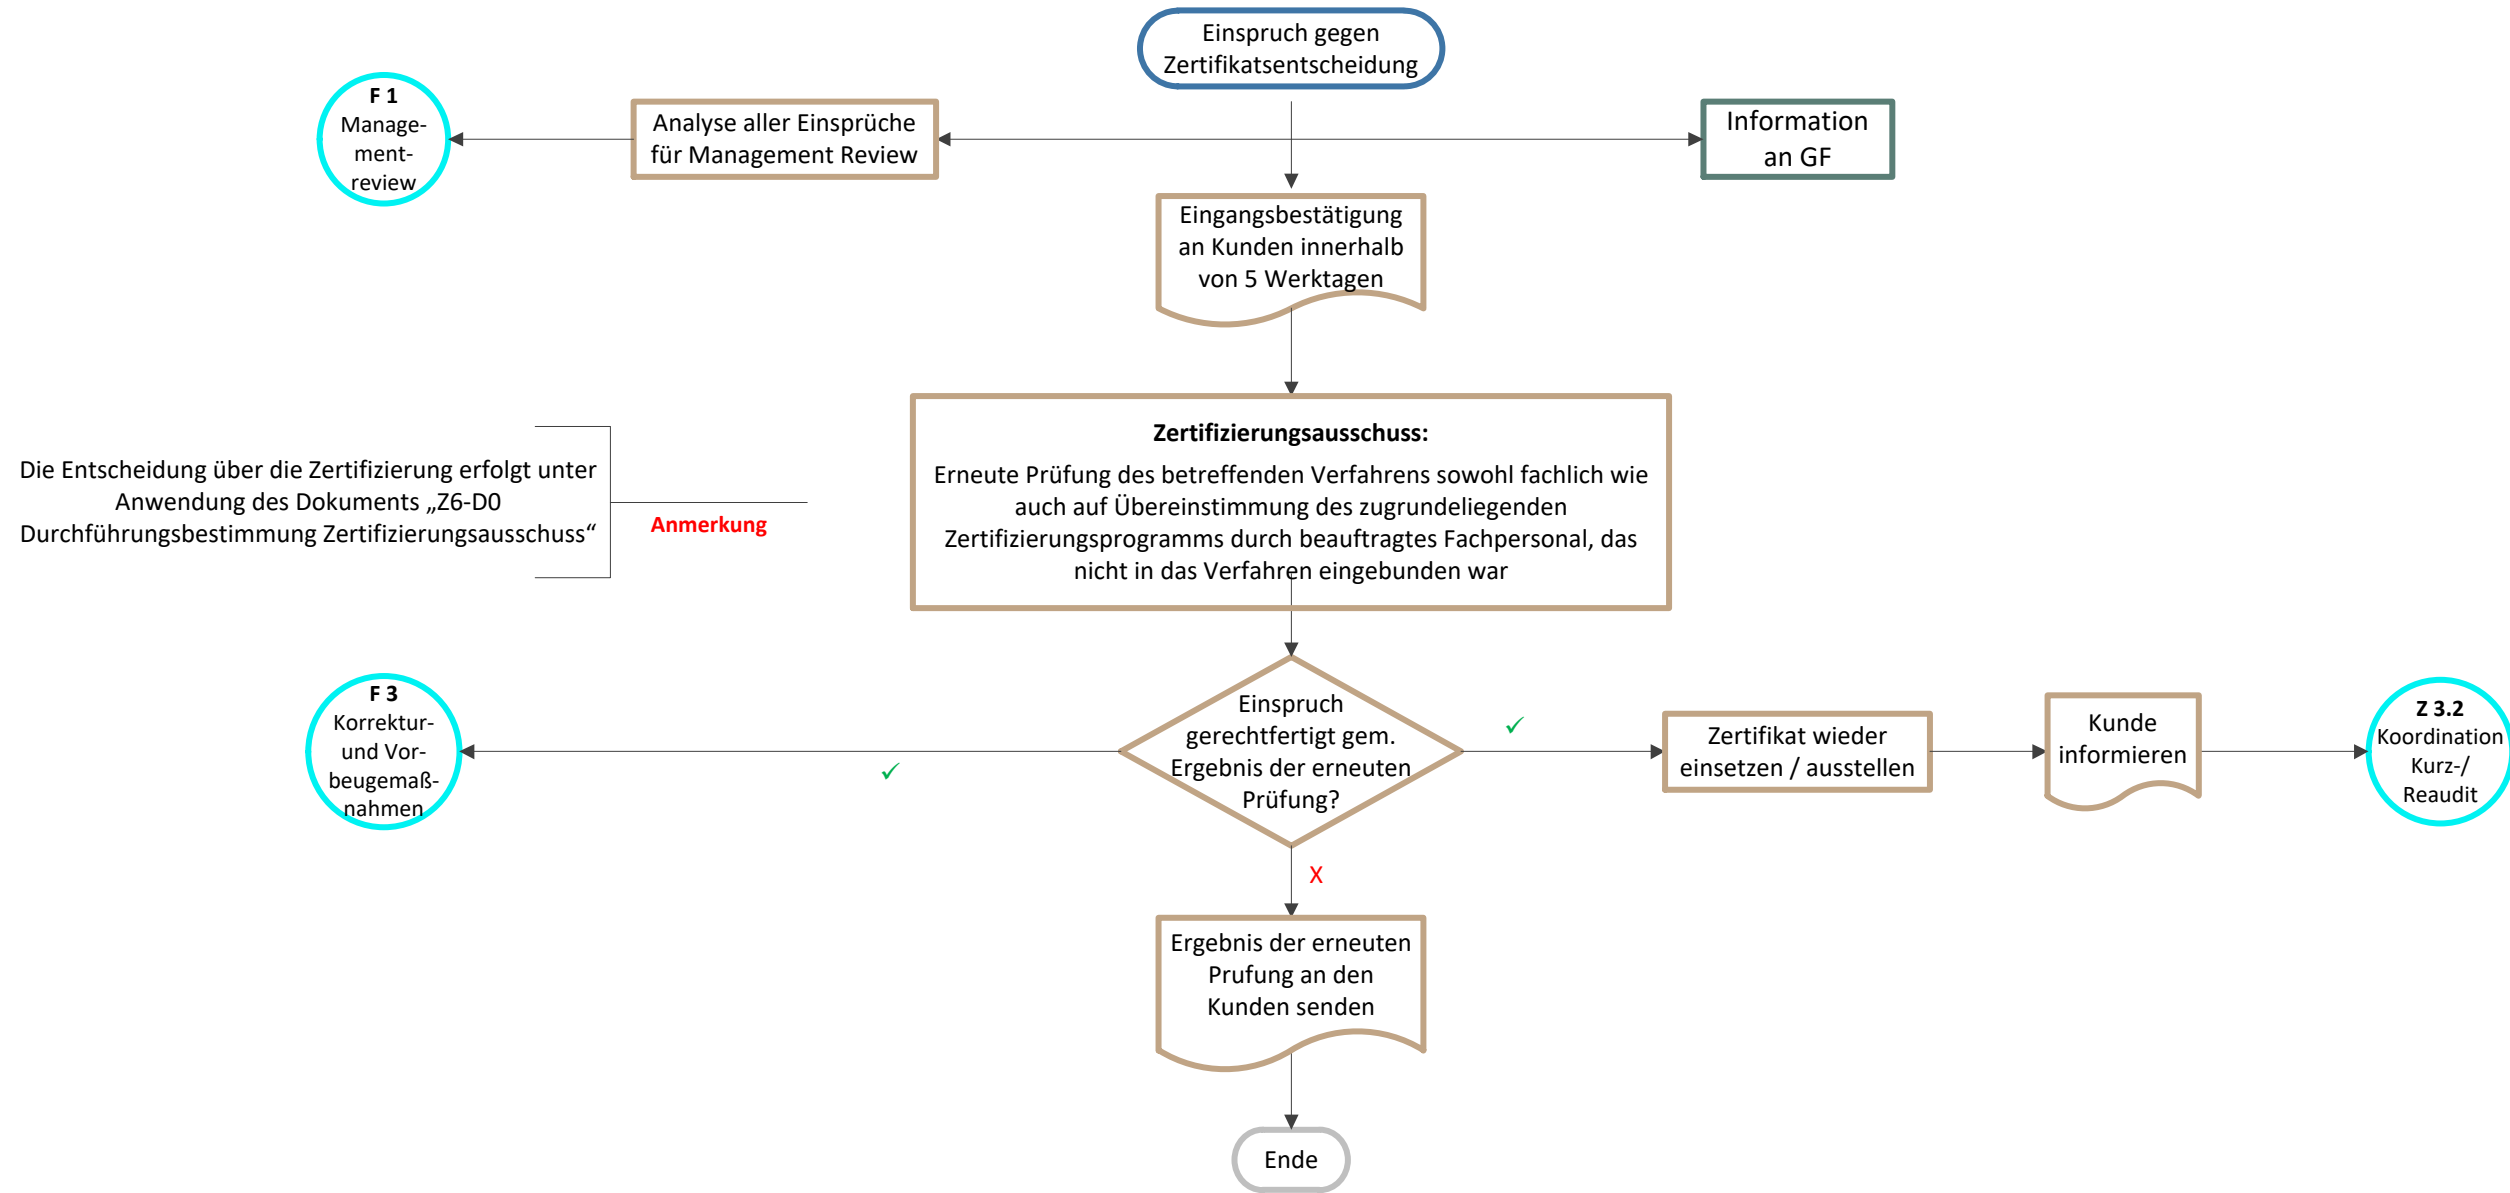 Einspruch gegen
Zertifikatsentscheidung
F 1
Manage-
ment-
review
Analyse aller Einsprüche
für Management Review
Information
an GF
Eingangsbestätigung
an Kunden innerhalb
von 5 Werktagen
Die Entscheidung über die Zertifizierung erfolgt unter
Anwendung des Dokuments „Z6-D0
Durchführungsbestimmung Zertifizierungsausschuss“
Anmerkung
Zertifizierungsausschuss:
Erneute Prüfung des betreffenden Verfahrens sowohl fachlich wie
auch auf Übereinstimmung des zugrundeliegenden
Zertifizierungsprogramms durch beauftragtes Fachpersonal, das
nicht in das Verfahren eingebunden war
F 3
Korrektur-
und Vor-
beugemaß-
nahmen
✓
Einspruch
gerechtfertigt gem.
Ergebnis der erneuten
Prüfung?
✓
Zertifikat wieder
einsetzen / ausstellen
Kunde
informieren
Z 3.2
Koordination
Kurz-/
Reaudit
X
Ergebnis der erneuten
Prufung an den
Kunden senden
Ende